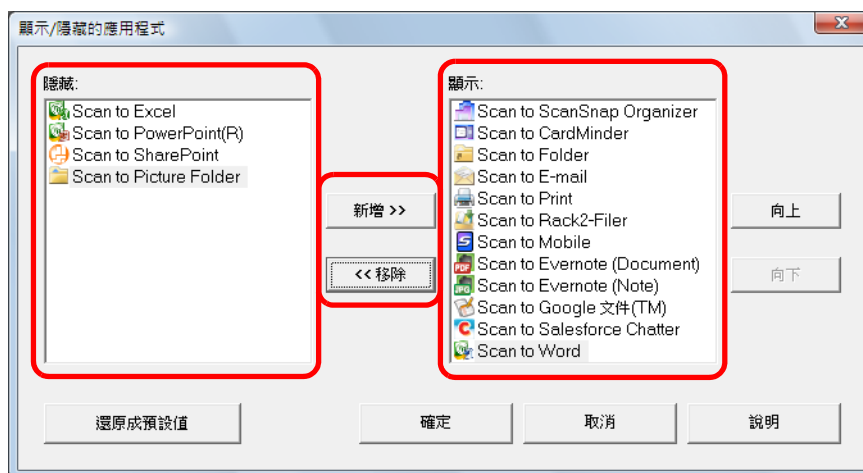 顯示/隱藏的應用程式
隱藏:
Scan to Excel
Scan to PowerPoint(R)
Scan to SharePoint
Scan to Picture Folder
新增 >>
<< 移除
顯示:
Scan to ScanSnap Organizer
Scan to CardMinder
Scan to Folder
Scan to E-mail
Scan to Print
Scan to Rack2-Filer
Scan to Mobile
Scan to Evernote (Document)
Scan to Evernote (Note)
Scan to Google 文件(TM)
Scan to Salesforce Chatter
Scan to Word
向上
向下
還原成預設值
確定
取消
說明